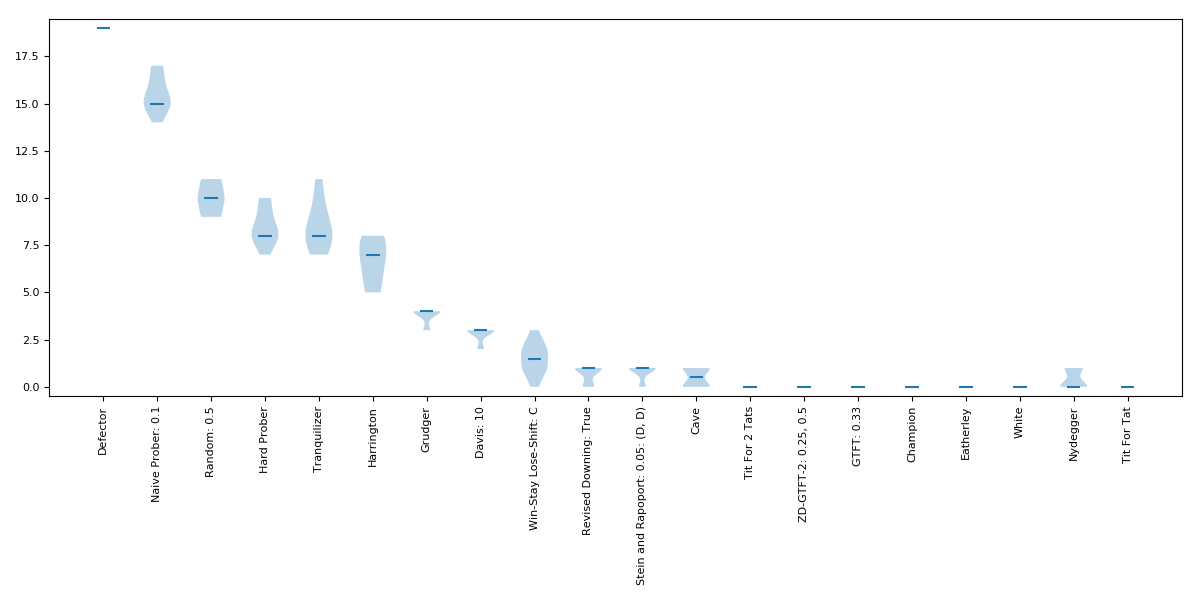 17.5
15.0
12.5
10.0
7.5
5.0
2.5
0.0
Defector
Naive Prober: 0.1
Random: 0.5
Hard Prober
Tranquilizer
Harrington
Grudger
Davis: 10
Win-Stay Lose-Shift: C
Revised Downing: True
Stein and Rapoport: 0.05: (D, D)
Cave
Tit For 2 Tats
ZD-GTFT-2: 0.25, 0.5
GTFT: 0.33
Champion
Eatherley
White
Nydegger
Tit For Tat